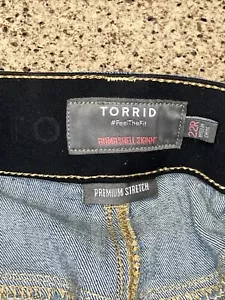 TORRID
#FeelTheFit
BOMBSHELL SKINNY
22
PREMIUM STRETCH